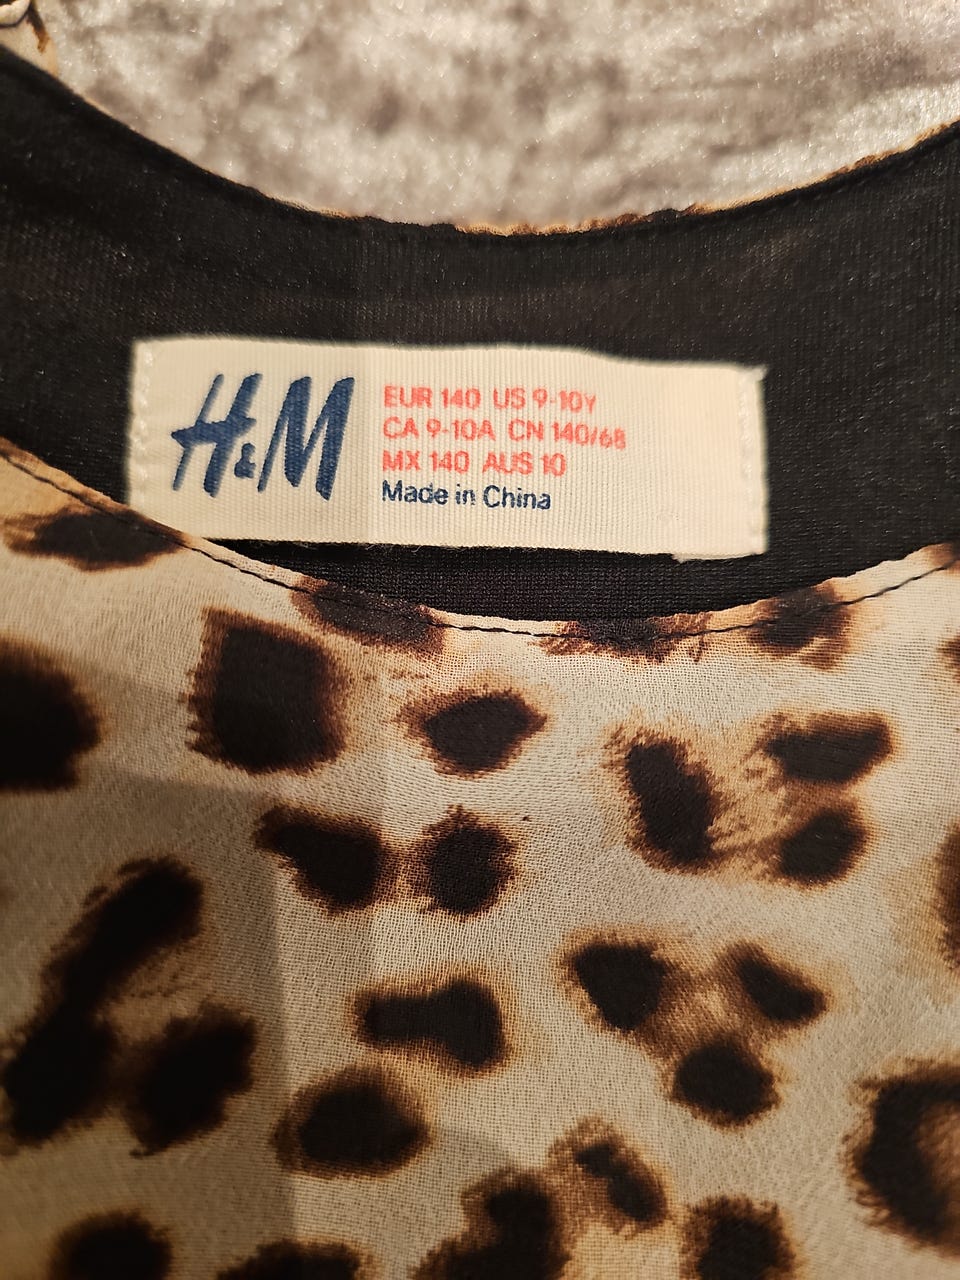 H&M
EUR 140 US 9-10Y
CA 9-10A CN 140/68
MX 140 AUS 10
Made in China